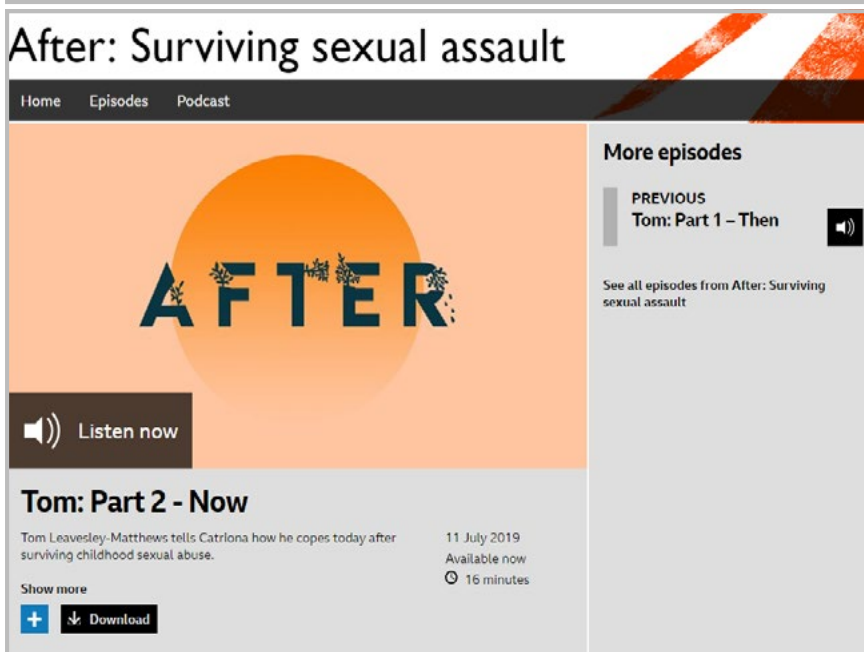 After: Surviving sexual assault
Home Episodes Podcast
AFTER
Listen now
Tom: Part 2 - Now
Tom Leavesley-Matthews tells Catriona how he copes today after
surviving childhood sexual abuse.
Show more
Download
11 July 2019
Available now
16 minutes
More episodes
PREVIOUS
Tom: Part 1 – Then
See all episodes from After: Surviving
sexual assault